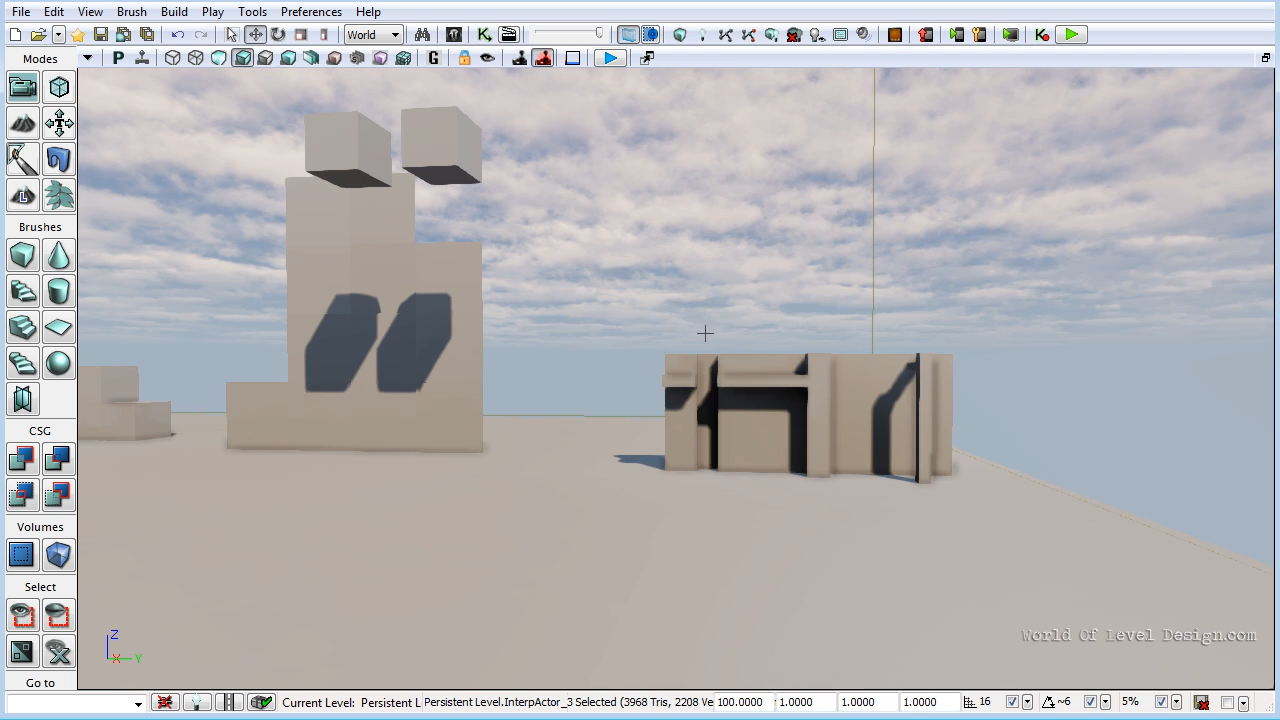 File Edit View Brush Build Play Tools Preferences Help
World
P G
Modes
L
Brushes
CSG
Volumes
Select
Go to
Z
X Y
World Of Level Design.com
Current Level: Persistent L Persistent Level.InterpActor_3 Selected (3968 Tris, 2208 Ve 100.0000 1.0000 1.0000 1.0000 16 ~6 5%